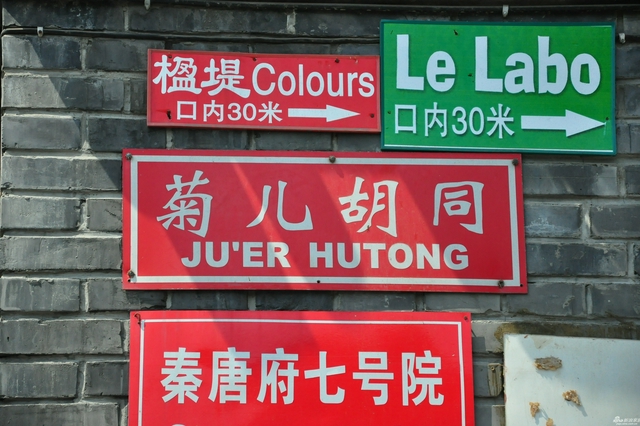 楹堤Colours
口内30米
Le Labo
口内30米
菊儿胡同
JU'ER HUTONG
秦唐府七号院